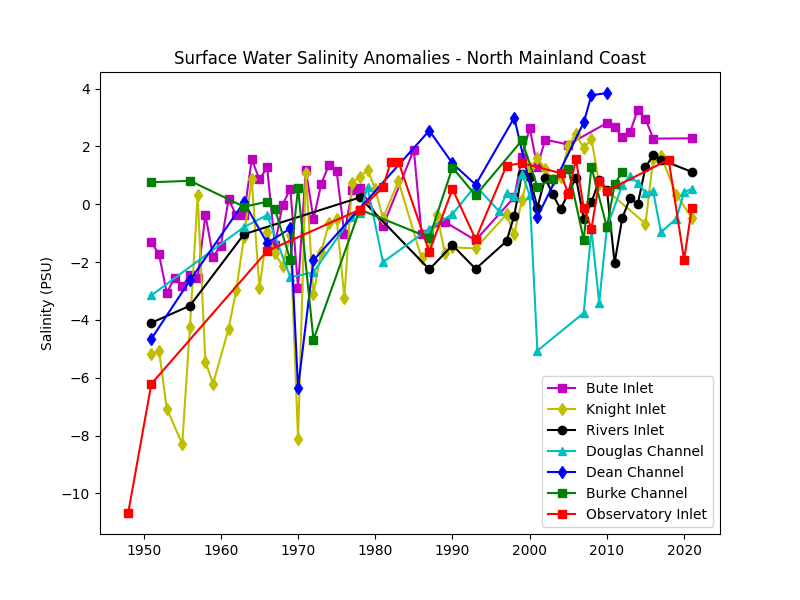 Surface Water Salinity Anomalies - North Mainland Coast
Salinity (PSU)
4
2
0
−2
−4
−6
−8
−10
1950 1960 1970 1980 1990 2000 2010 2020
Bute Inlet
Knight Inlet
Rivers Inlet
Douglas Channel
Dean Channel
Burke Channel
Observatory Inlet